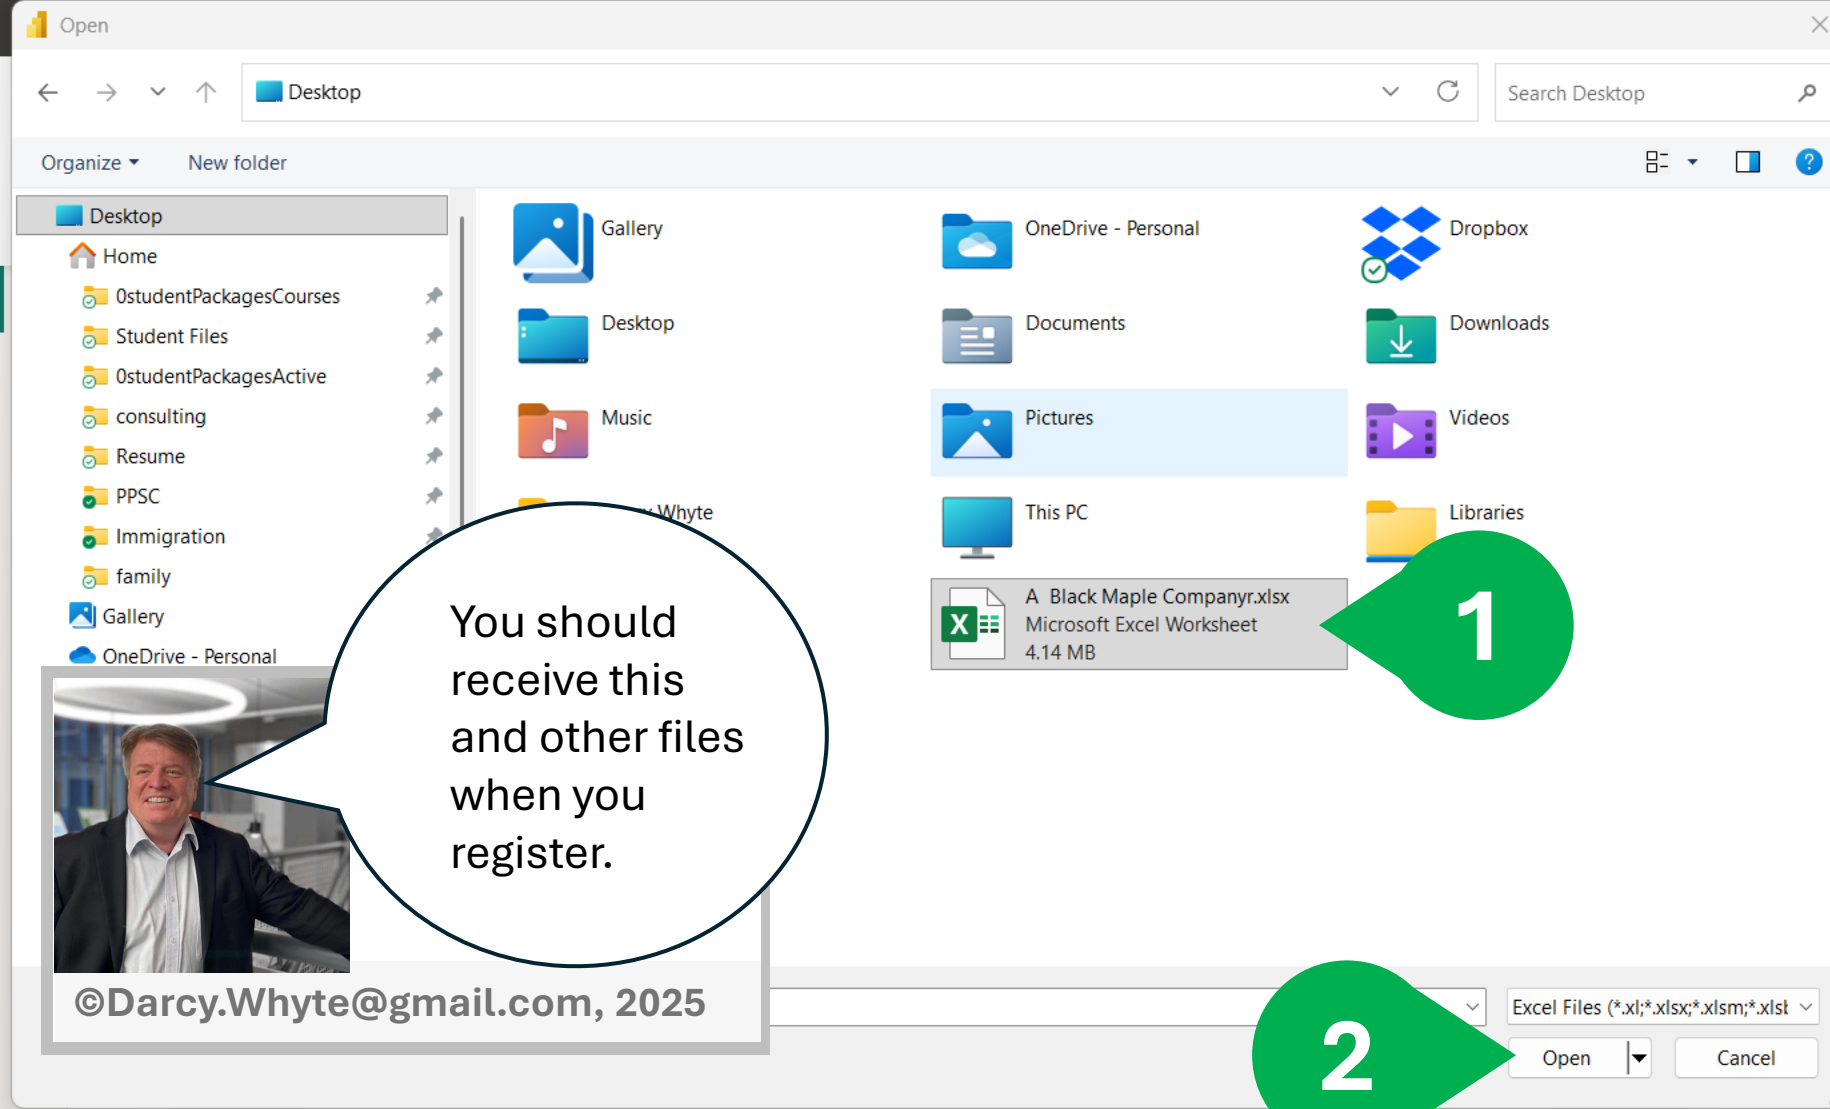 Open
Desktop
Search Desktop
Organize
New folder
?
Desktop
Home
0studentPackagesCourses
Student Files
0studentPackagesActive
consulting
Resume
PPSC
Immigration
family
Gallery
OneDrive - Personal
Gallery
OneDrive - Personal
Dropbox
Desktop
Documents
Downloads
Music
Pictures
Videos
Whyte
This PC
Libraries
X
A  Black Maple Companyr.xlsx
Microsoft Excel Worksheet
4.14 MB
1
You should
receive this
and other files
when you
register.
©Darcy.Whyte@gmail.com, 2025
2
Excel Files (*.xl;*.xlsx;*.xlsm;*.xlsb
Open
Cancel